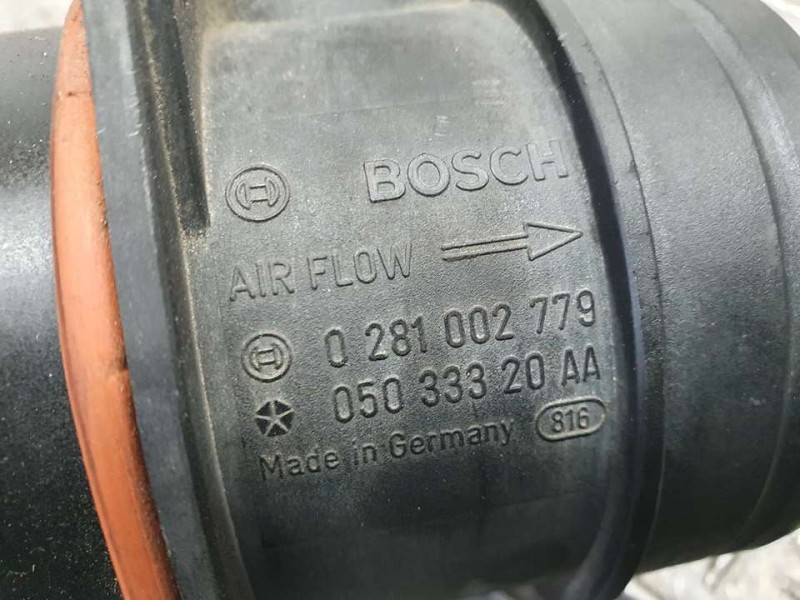 BOSCH
AIR FLOW
0 281 002 779
050 333 20 AA
Made in Germany 816